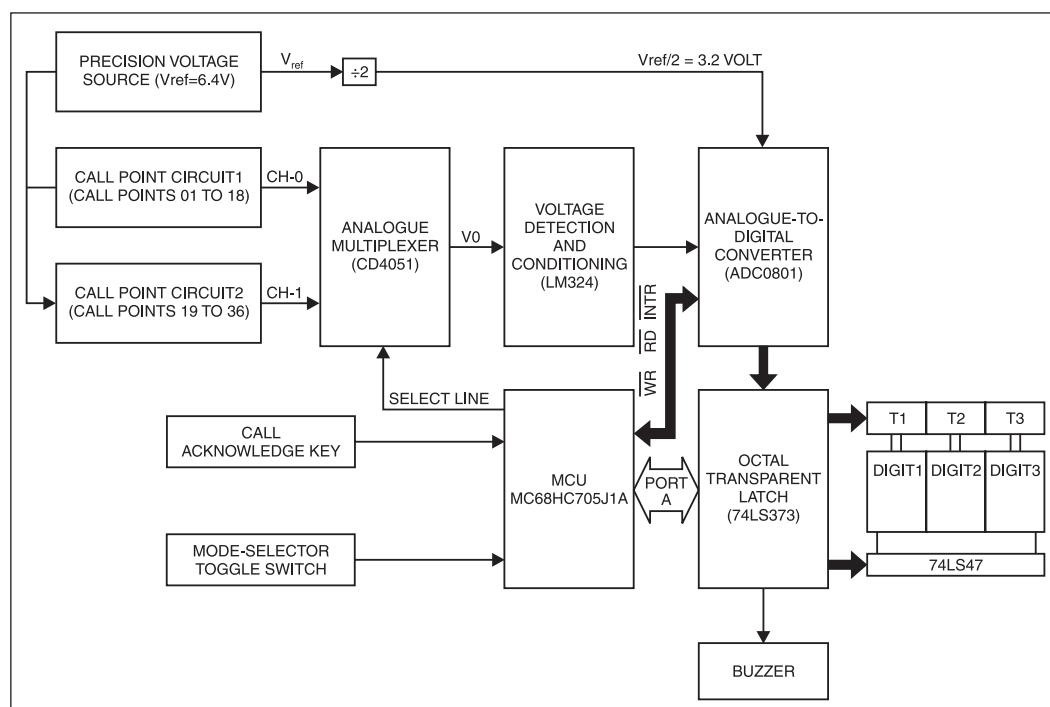 PRECISION VOLTAGE
SOURCE (Vref=6.4V)
Vref
÷2
Vref/2 = 3.2 VOLT
CALL POINT CIRCUIT1
(CALL POINTS 01 TO 18)
CH-0
CALL POINT CIRCUIT2
(CALL POINTS 19 TO 36)
CH-1
ANALOGUE
MULTIPLEXER
(CD4051)
V0
VOLTAGE
DETECTION
AND
CONDITIONING
(LM324)
ANALOGUE-TO-
DIGITAL
CONVERTER
(ADC0801)
WR RD INTR
SELECT LINE
CALL
ACKNOWLEDGE KEY
MODE-SELECTOR
TOGGLE SWITCH
MCU
MC68HC705J1A
PORT
A
OCTAL
TRANSPARENT
LATCH
(74LS373)
T1 T2 T3
DIGIT1 DIGIT2 DIGIT3
74LS47
BUZZER